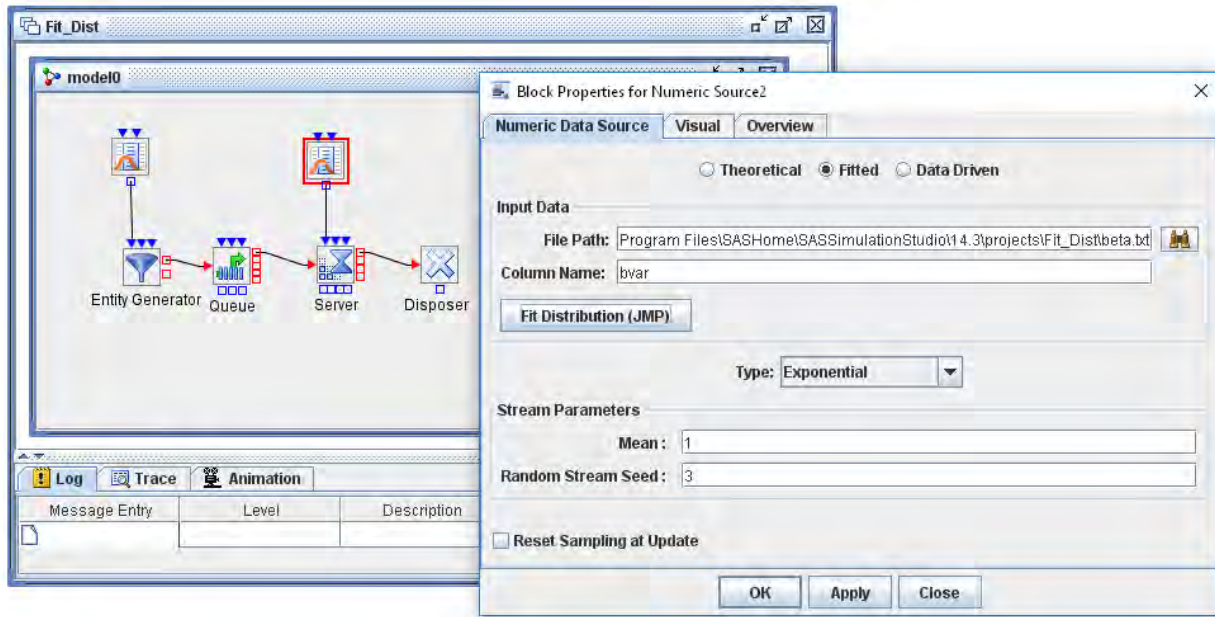 Fit_Dist
model0
Entity Generator
Queue
Server
Disposer
Log
Trace
Animation
Message Entry
Level
Description
Block Properties for Numeric Source2
Numeric Data Source
Visual
Overview
Theoretical
Fitted
Data Driven
Input Data
File Path: Program Files\SASHome\SASSimulationStudio\14.3\projects\Fit_Dist\beta.txt
Column Name: bvar
Fit Distribution (JMP)
Type: Exponential
Stream Parameters
Mean : 1
Random Stream Seed : 3
Reset Sampling at Update
OK
Apply
Close